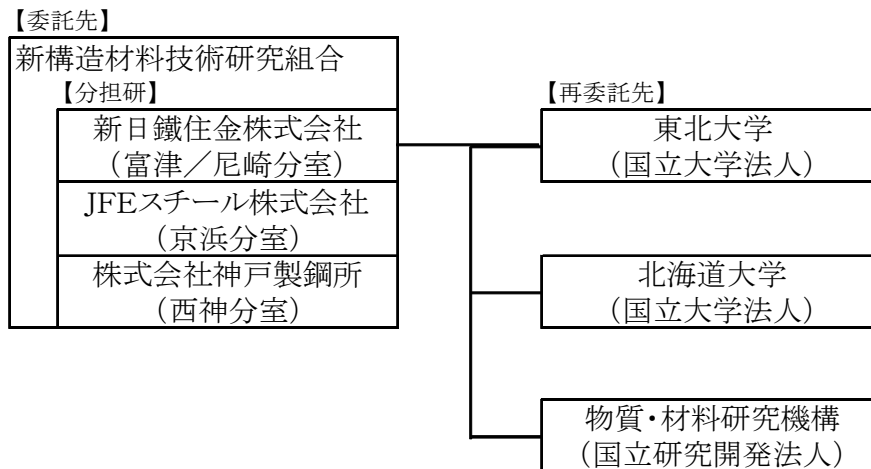 【委託先】
新構造材料技術研究組合
【分担研】
新日鐵住金株式会社
（富津／尼崎分室）
JFEスチール株式会社
（京浜分室）
株式会社神戸製鋼所
（西神分室）
【再委託先】
東北大学
（国立大学法人）
北海道大学
（国立大学法人）
物質・材料研究機構
（国立研究開発法人）